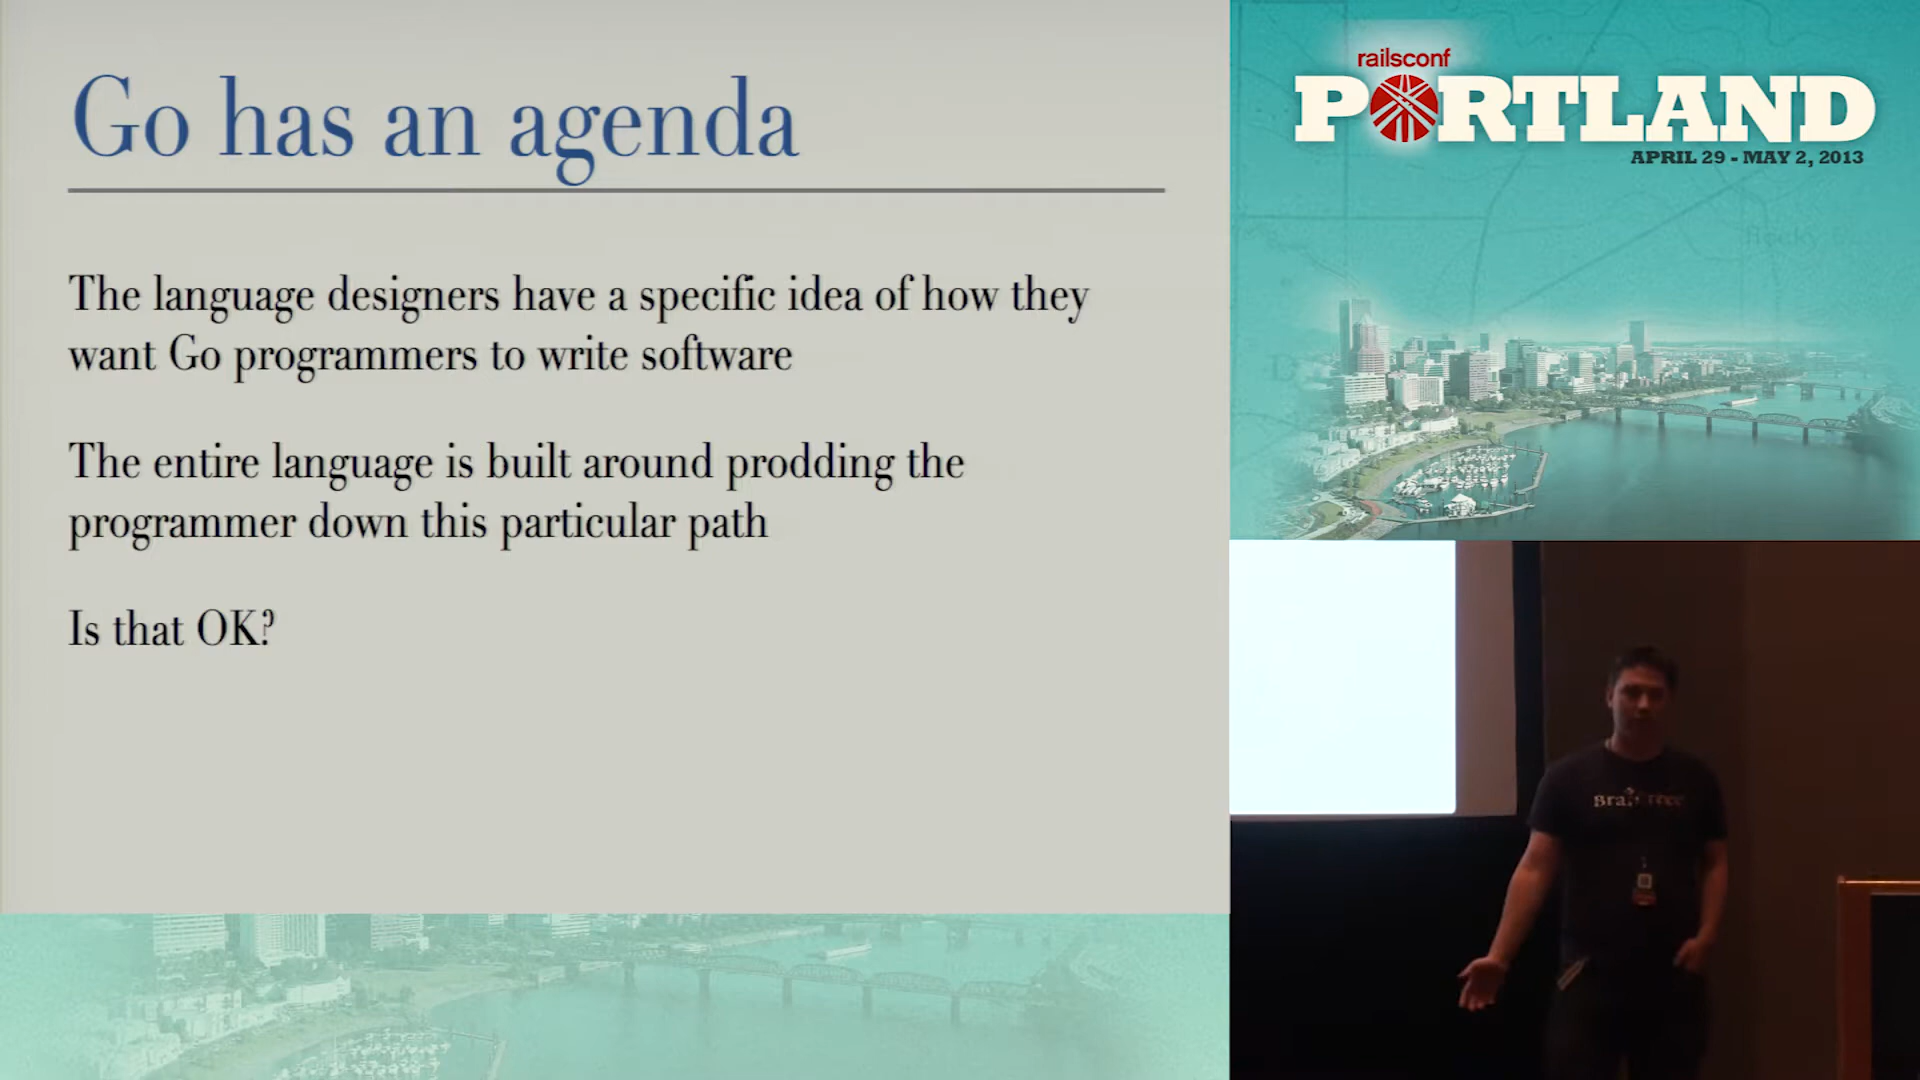 Go has an agenda
The language designers have a specific idea of how they
want Go programmers to write software
The entire language is built around prodding the
programmer down this particular path
Is that OK?
railsconf
PORTLAND
APRIL 29 - MAY 2, 2013